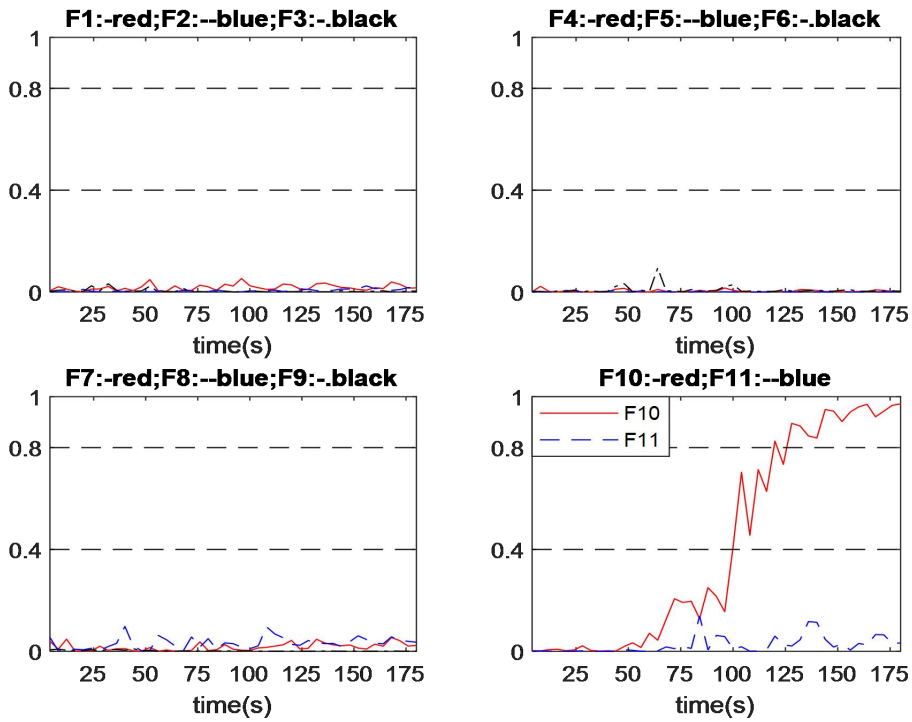 F1:-red;F2:--blue;F3:-.black
1
0.8
0.4
0
25 50 75 100 125 150 175
time(s)
F4:-red;F5:--blue;F6:-.black
1
0.8
0.4
0
25 50 75 100 125 150 175
time(s)
F7:-red;F8:--blue;F9:-.black
1
0.8
0.4
0
25 50 75 100 125 150 175
time(s)
F10:-red;F11:--blue
1
0.8
0.4
0
F10
F11
25 50 75 100 125 150 175
time(s)